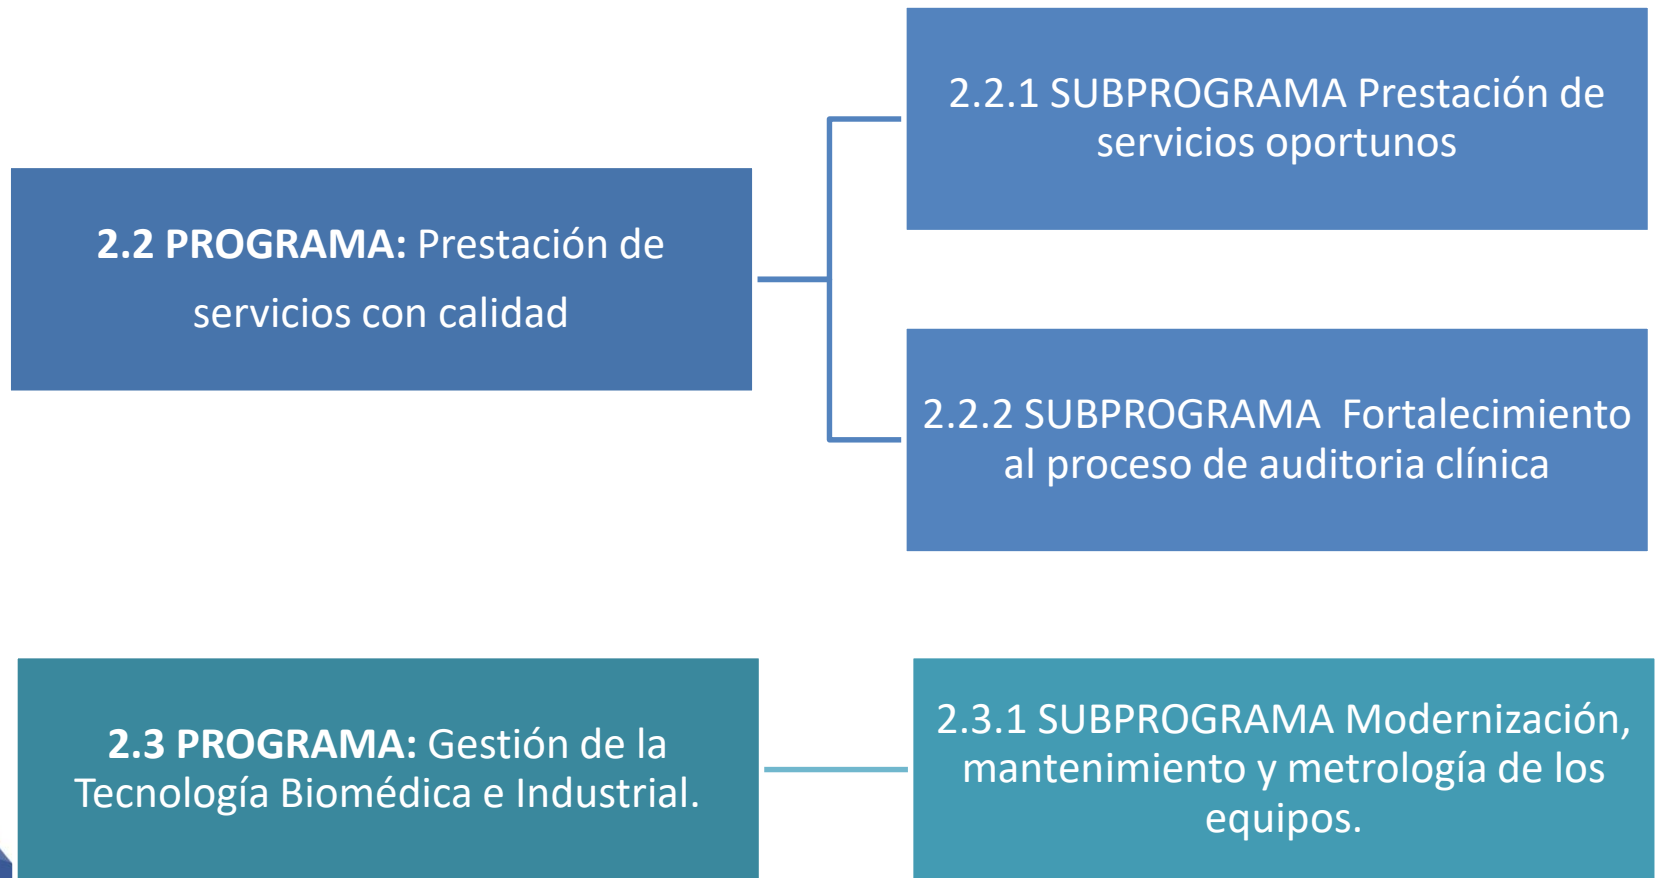 2.2 PROGRAMA: Prestación de
servicios con calidad
2.2.1 SUBPROGRAMA Prestación de
servicios oportunos
2.2.2 SUBPROGRAMA  Fortalecimiento
al proceso de auditoria clínica
2.3 PROGRAMA: Gestión de la
Tecnología Biomédica e Industrial.
2.3.1 SUBPROGRAMA Modernización,
mantenimiento y metrología de los
equipos.